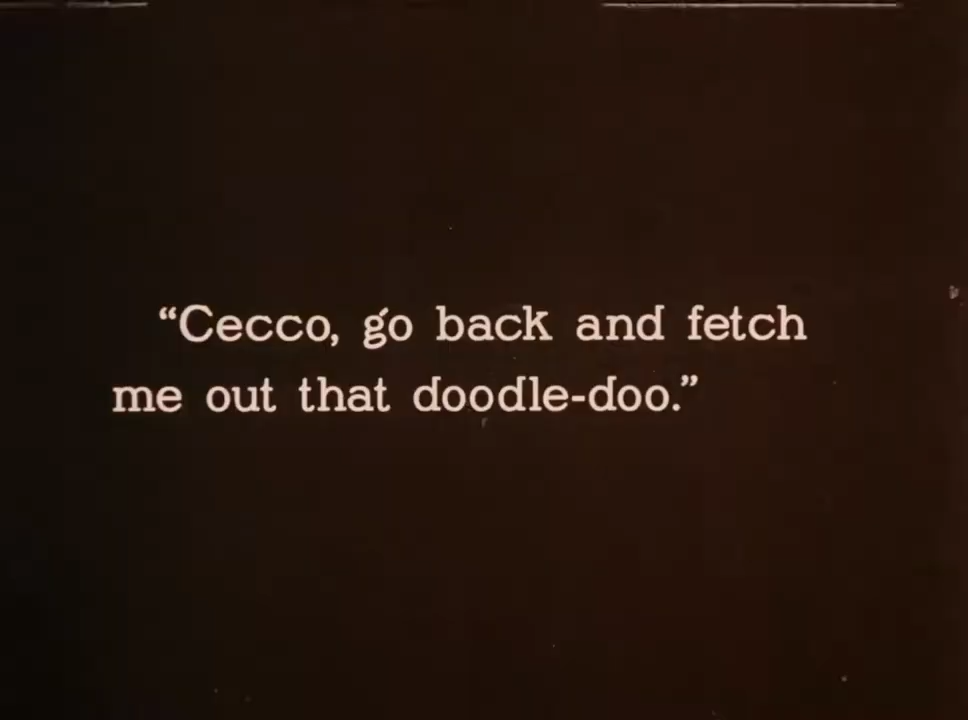 “Cecco, go back and fetch
me out that doodle-doo.”